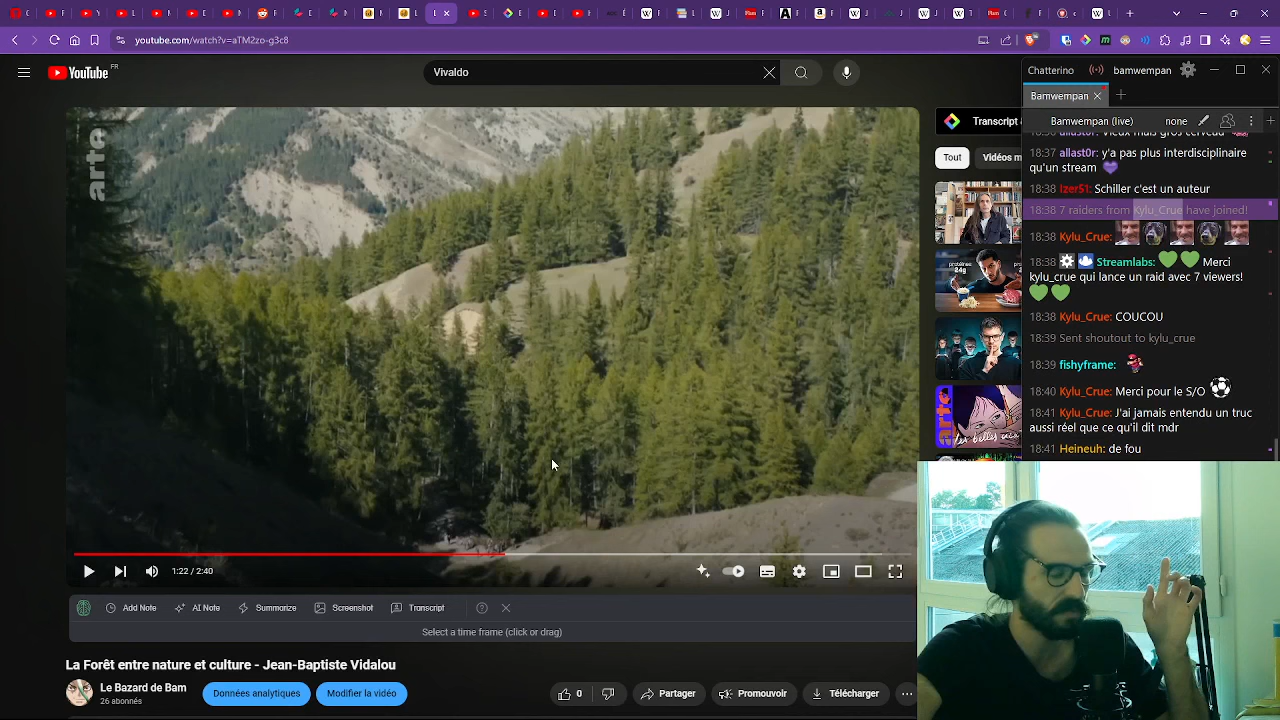 youtube.com/watch?v=aTM2zo-g3c8
YouTube FR
Vivaldo
arte
1:22 / 2:40
Add Note
AI Note
Summarize
Screenshot
Transcript
Select a time frame (click or drag)
La Forêt entre nature et culture - Jean-Baptiste Vidalou
Le Bazard de Bam
26 abonnés
Données analytiques
Modifier la vidéo
0
Partager
Promouvoir
Télécharger
Transcript
Tout
Vidéos m
protéines
24g
Chatterino
bamwempan
Bamwempan
Bamwempan (live)
none
18:37 allast0r: y'a pas plus interdisciplinaire
qu'un stream
18:38 Izer51: Schiller c'est un auteur
18:38 7 raiders from Kylu_Crue have joined!
Kylu_Crue:
18:38 Streamlabs: Merci
kylu_crue qui lance un raid avec 7 viewers!
18:38 Kylu_Crue: COUCOU
18:39 Sent shoutout to kylu_crue
18:39 fishyframe:
18:40 Kylu_Crue: Merci pour le S/O
18:41 Kylu_Crue: J'ai jamais entendu un truc
aussi réel que ce qu'il dit mdr
18:41 Heineuh: de fou